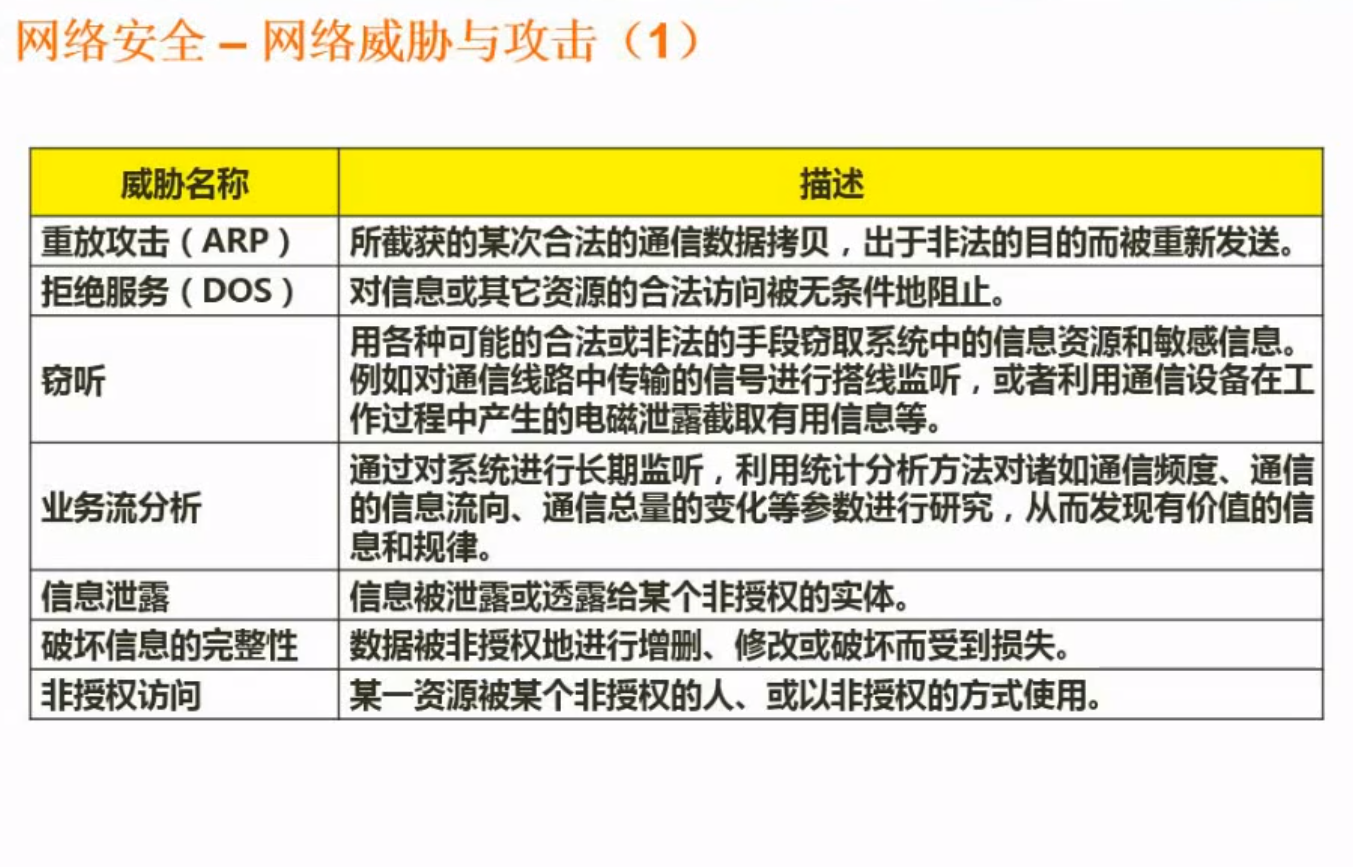 网络安全 – 网络威胁与攻击（1）
威胁名称 描述
重放攻击（ARP） 所截获的某次合法的通信数据拷贝，出于非法的目的而被重新发送。
拒绝服务（DOS） 对信息或其它资源的合法访问被无条件地阻止。
窃听 用各种可能的合法或非法的手段窃取系统中的信息资源和敏感信息。
例如对通信线路中传输的信号进行搭线监听，或者利用通信设备在工
作过程中产生的电磁泄露截取有用信息等。
业务流分析 通过对系统进行长期监听，利用统计分析方法对诸如通信频度、通信
的信息流向、通信总量的变化等参数进行研究，从而发现有价值的信
息和规律。
信息泄露 信息被泄露或透露给某个非授权的实体。
破坏信息的完整性 数据被非授权地进行增删、修改或破坏而受到损失。
非授权访问 某一资源被某个非授权的人、或以非授权的方式使用。